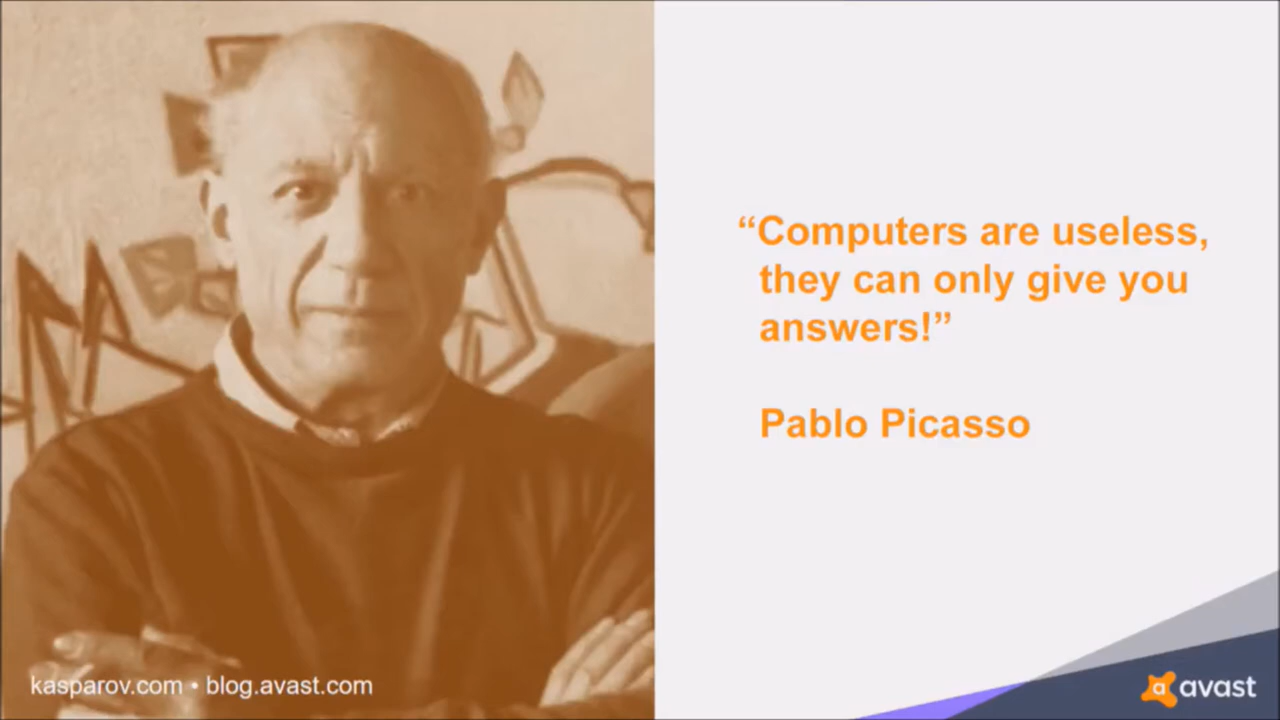 “Computers are useless,
they can only give you
answers!”
Pablo Picasso
kasparov.com • blog.avast.com
avast